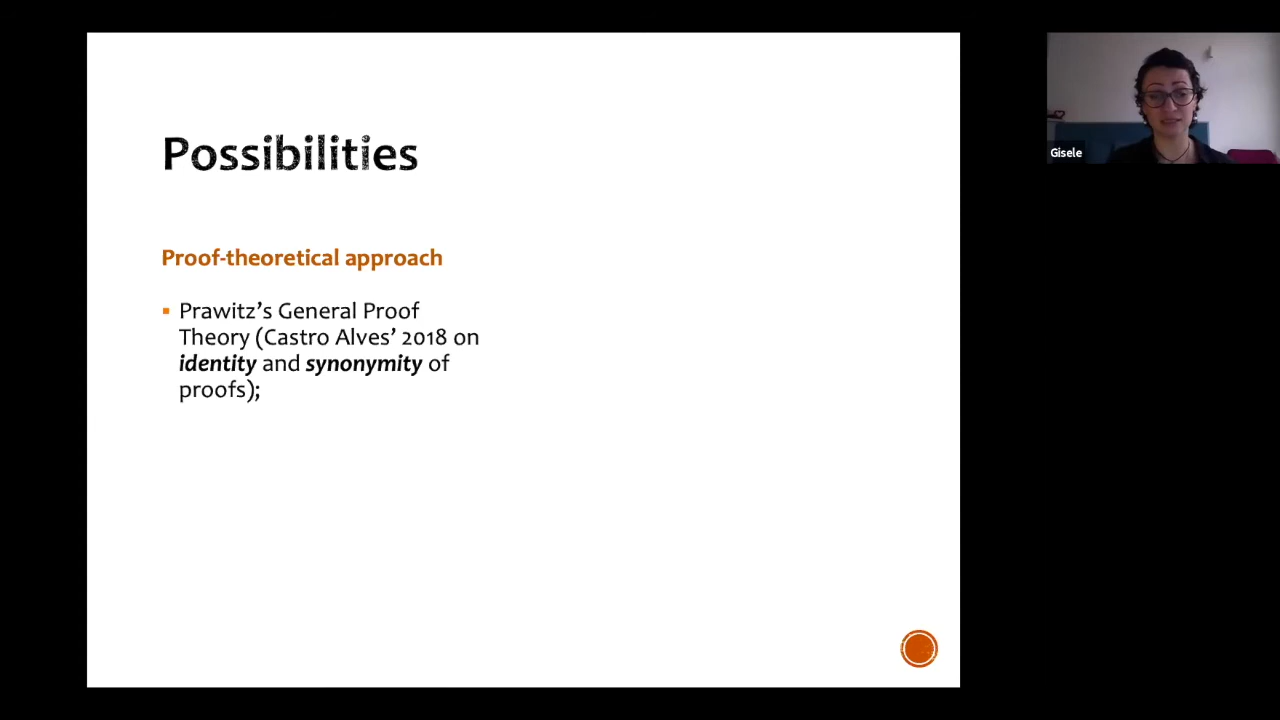 Possibilities
Proof-theoretical approach
Prawitz’s General Proof
Theory (Castro Alves’ 2018 on
identity and synonymity of
proofs);
Gisele